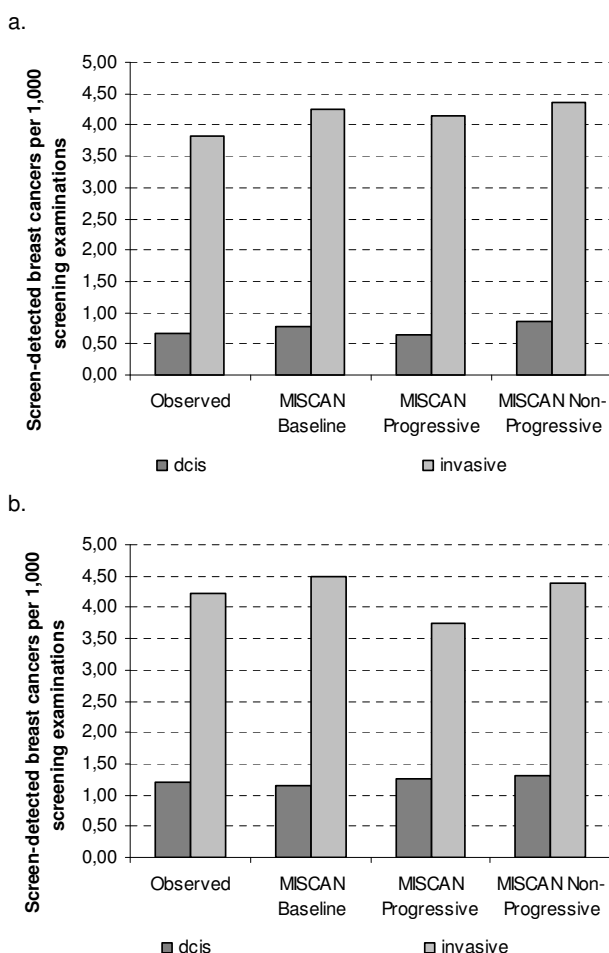 a.
Screen-detected breast cancers per 1,000
screening examinations
5,00
4,50
4,00
3,50
3,00
2,50
2,00
1,50
1,00
0,50
0,00
Observed
MISCAN
Baseline
MISCAN
Progressive
MISCAN Non-
Progressive
dcis
invasive
b.
Screen-detected breast cancers per 1,000
screening examinations
5,00
4,50
4,00
3,50
3,00
2,50
2,00
1,50
1,00
0,50
0,00
Observed
MISCAN
Baseline
MISCAN
Progressive
MISCAN Non-
Progressive
dcis
invasive